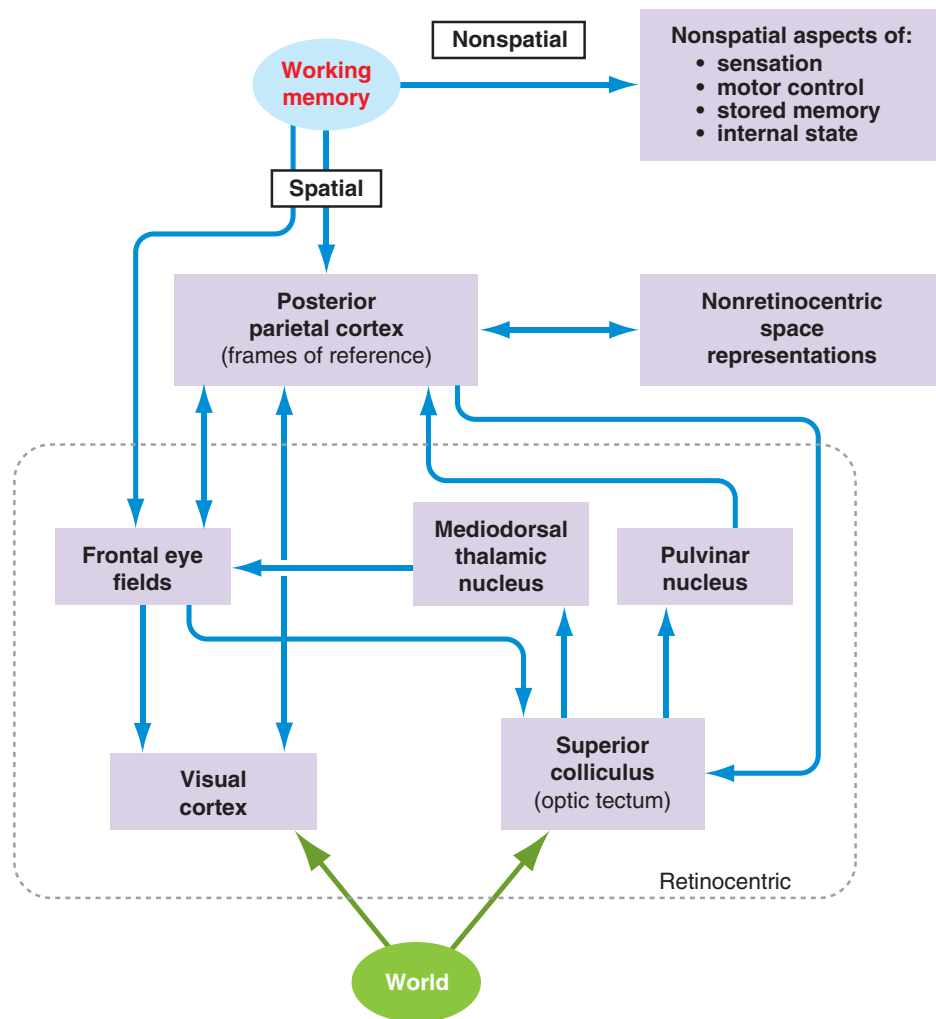 Nonspatial
Nonspatial aspects of:
• sensation
• motor control
• stored memory
• internal state
Working
memory
Spatial
Posterior
parietal cortex
(frames of reference)
Nonretinocentric
space
representations
Frontal eye
fields
Mediodorsal
thalamic
nucleus
Pulvinar
nucleus
Visual
cortex
Superior
colliculus
(optic tectum)
Retinocentric
World